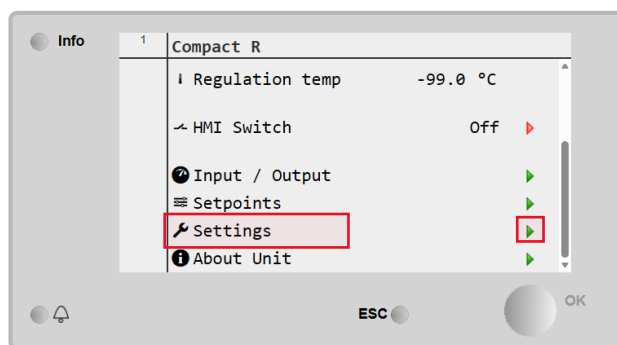 Info
1
Compact R
Regulation temp -99.0 °C
HMI Switch Off
Input / Output
Setpoints
Settings
About Unit
ESC
OK